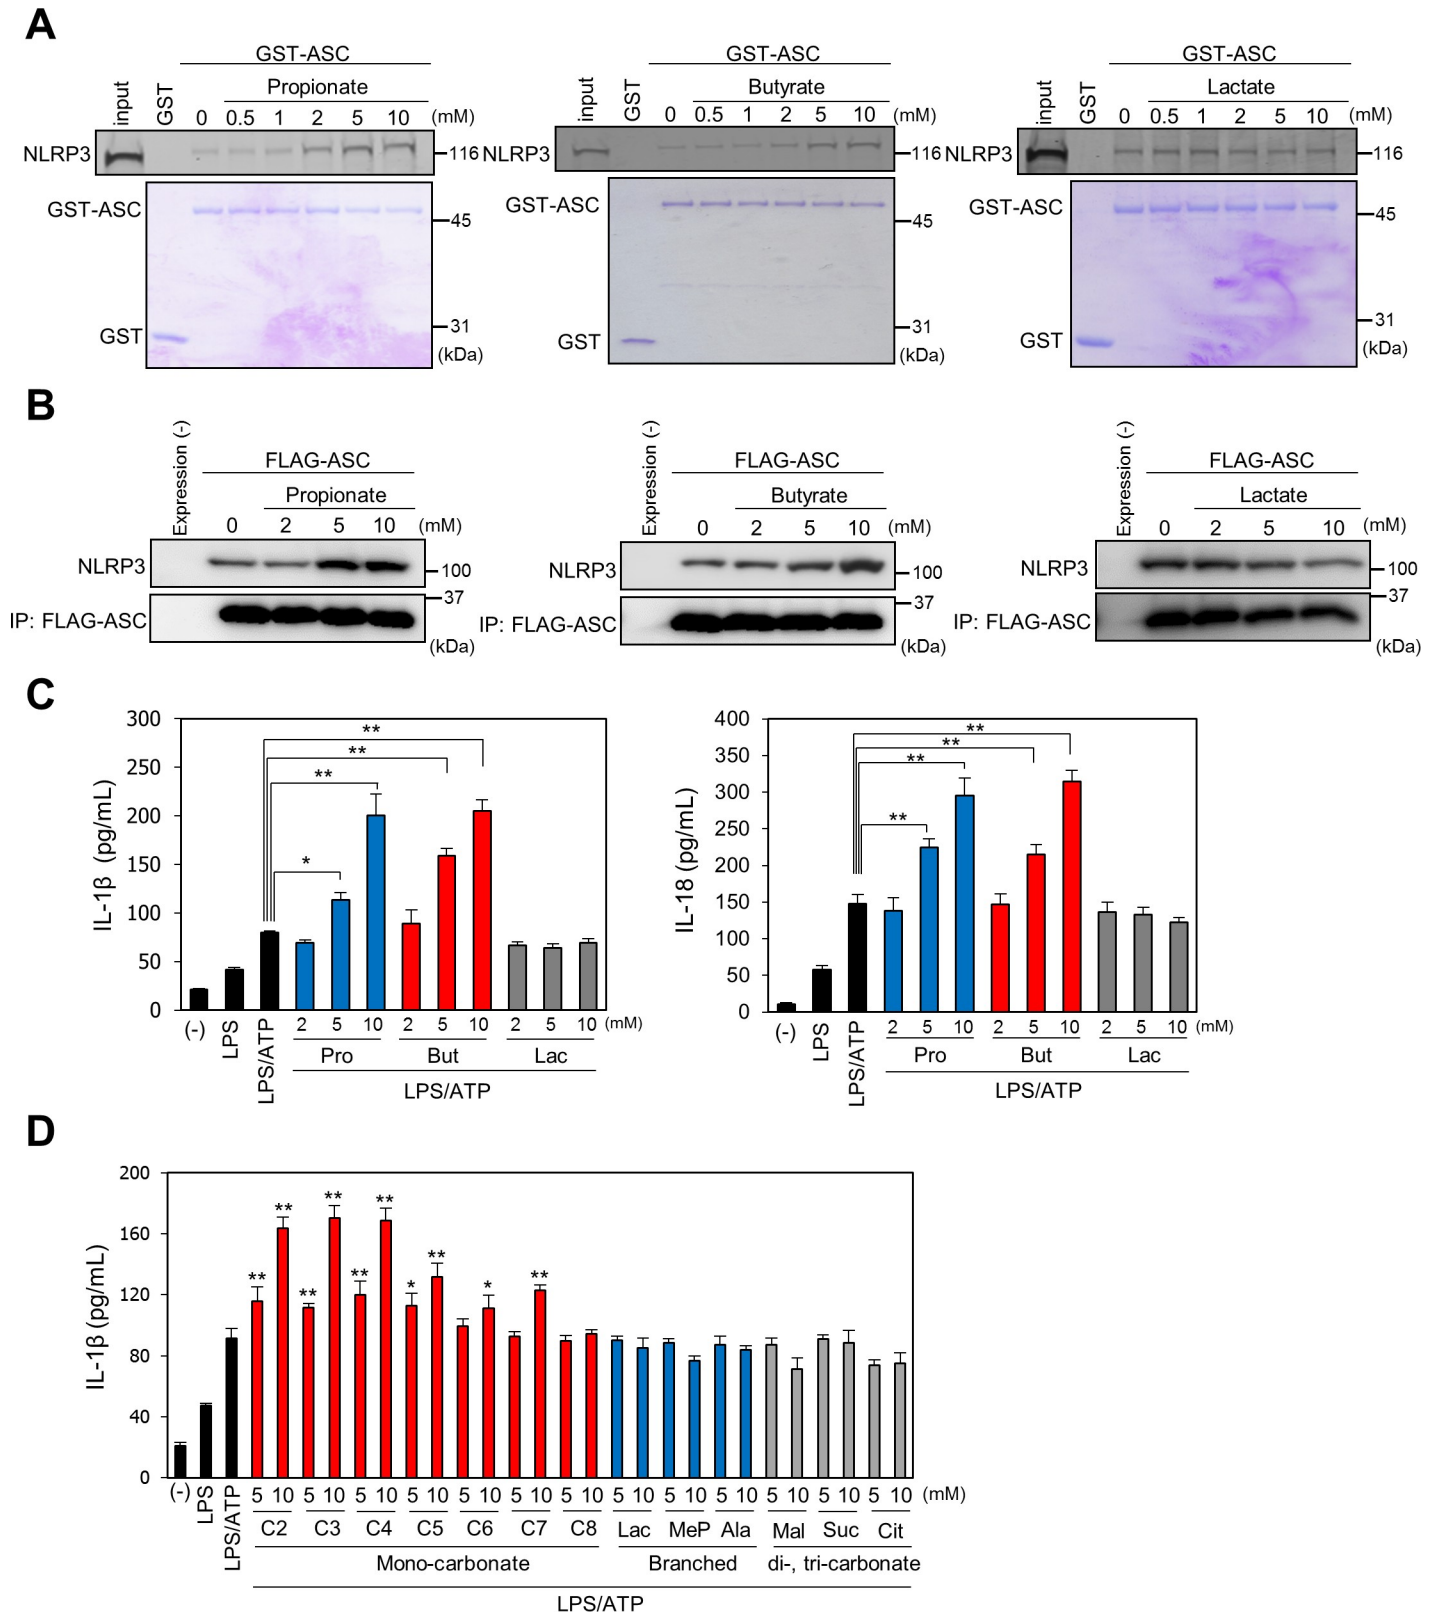 A
GST-ASC
Propionate
input
GST
0 0.5 1 2 5 10 (mM)
NLRP3
116
GST-ASC
45
GST
31
(kDa)
GST-ASC
Butyrate
input
GST
0 0.5 1 2 5 10 (mM)
NLRP3
116
GST-ASC
45
GST
31
(kDa)
GST-ASC
Lactate
input
GST
0 0.5 1 2 5 10 (mM)
NLRP3
116
GST-ASC
45
GST
31
(kDa)
B
Expression (-)
FLAG-ASC
Propionate
0 2 5 10 (mM)
NLRP3
100
37
IP: FLAG-ASC
(kDa)
Expression (-)
FLAG-ASC
Butyrate
0 2 5 10 (mM)
NLRP3
100
37
IP: FLAG-ASC
(kDa)
Expression (-)
FLAG-ASC
Lactate
0 2 5 10 (mM)
NLRP3
100
37
IP: FLAG-ASC
(kDa)
C
IL-1β (pg/mL)
300
250
200
150
100
50
0
**
**
**
*
(-) LPS LPS/ATP
2 5 10 2 5 10 2 5 10 (mM)
Pro But Lac
LPS/ATP
IL-18 (pg/mL)
400
350
300
250
200
150
100
50
0
**
**
**
**
(-) LPS LPS/ATP
2 5 10 2 5 10 2 5 10 (mM)
Pro But Lac
LPS/ATP
D
IL-1β (pg/mL)
200
160
120
80
40
0
** ** ** ** ** ** * ** * **
(-) LPS LPS/ATP
5 10 5 10 5 10 5 10 5 10 5 10 5 10 5 10 5 10 5 10 5 10 5 10 5 10 (mM)
C2 C3 C4 C5 C6 C7 C8 Lac MeP Ala Mal Suc Cit
Mono-carbonate Branched di-, tri-carbonate
LPS/ATP